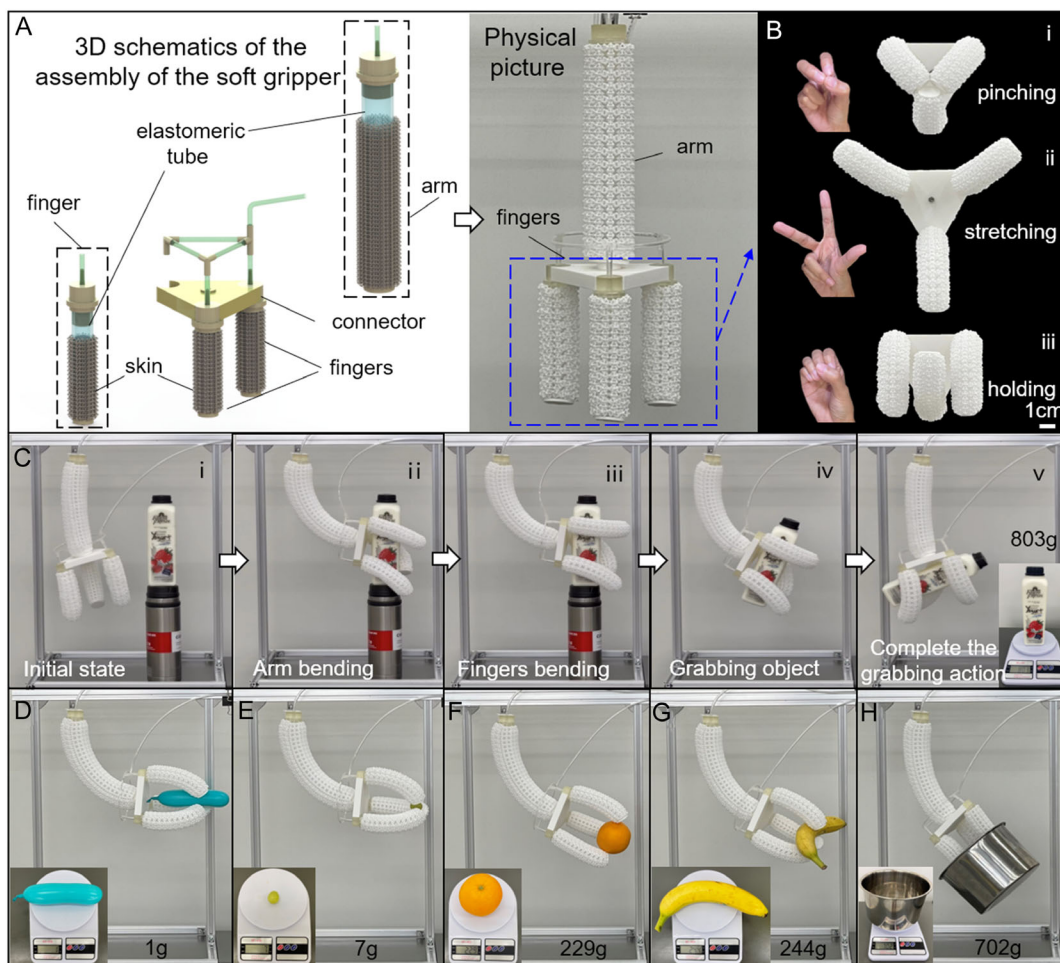 A
3D schematics of the
assembly of the soft gripper
elastomeric
tube
finger
arm
connector
skin
fingers
Physical
picture
arm
fingers
B
i
pinching
ii
stretching
iii
holding
1cm
C
i
Initial state
ii
Arm bending
iii
Fingers bending
iv
Grabbing object
v
803g
Complete the
grabbing action
D
1g
E
7g
F
229g
G
244g
H
702g